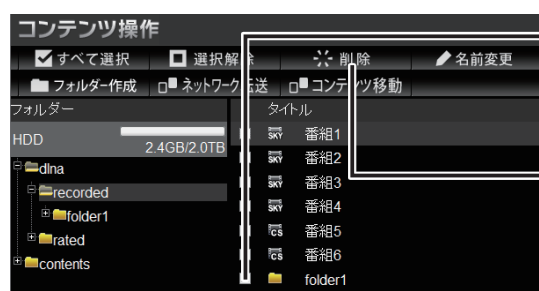 コンテンツ操作
すべて選択 選択解除 削除 名前変更
フォルダー作成 ネットワーク転送 コンテンツ移動
フォルダー タイトル
HDD 2.4GB/2.0TB
SKY 番組1
SKY 番組2
dlna
SKY 番組3
recorded
SKY 番組4
folder1
CS 番組5
rated
CS 番組6
contents
folder1